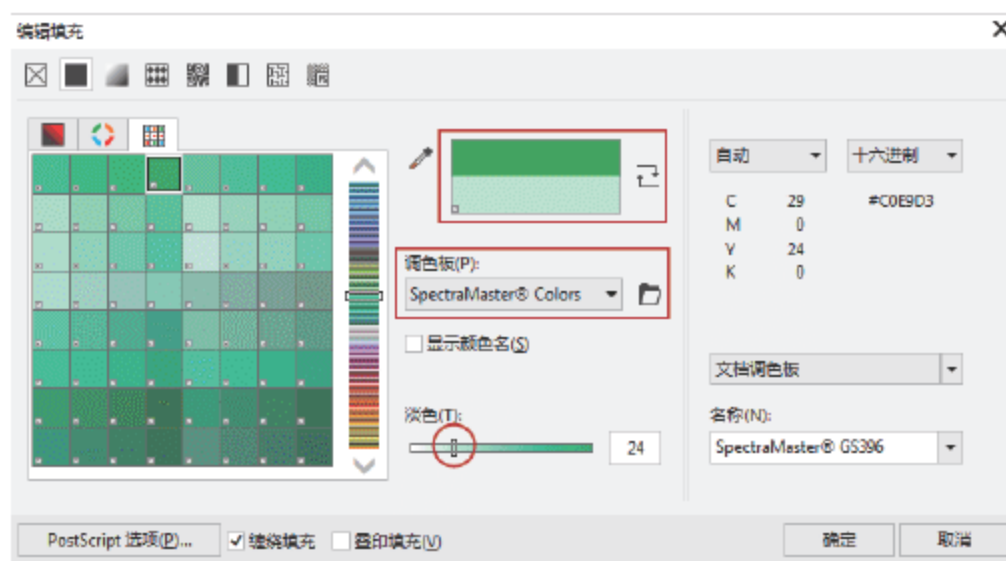 编辑填充
自动
十六进制
C 29 #C0E9D3
M 0
Y 24
K 0
调色板(P):
SpectraMaster® Colors
显示颜色名(S)
文档调色板
淡色(T):
24
名称(N):
SpectraMaster® GS396
PostScript 选项(P)...
缠绕填充
叠印填充(V)
确定
取消